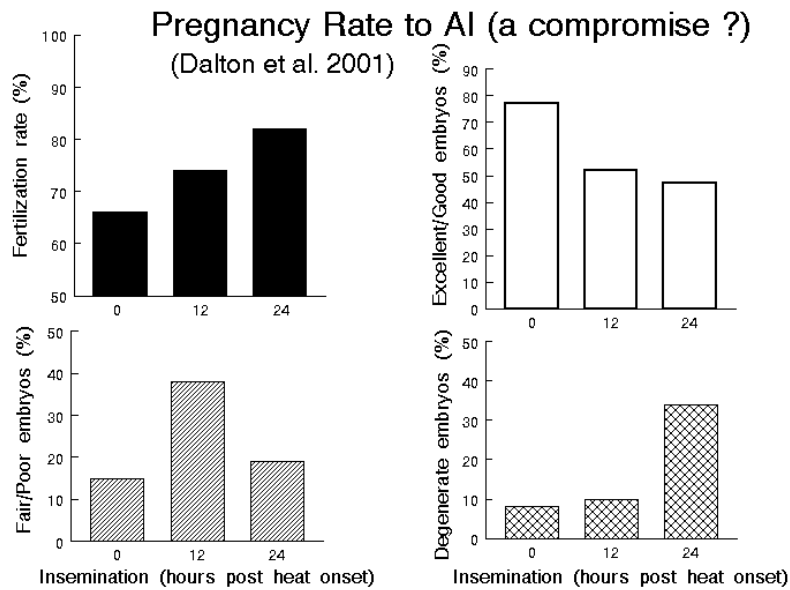 Pregnancy Rate to AI (a compromise ?)
(Dalton et al. 2001)
Fertilization rate (%)
100
90
80
70
60
50
0 12 24
Excellent/Good embryos (%)
90
80
70
60
50
40
30
20
10
0
0 12 24
Fair/Poor embryos (%)
50
40
30
20
10
0
0 12 24
Insemination (hours post heat onset)
Degenerate embryos (%)
50
40
30
20
10
0
0 12 24
Insemination (hours post heat onset)